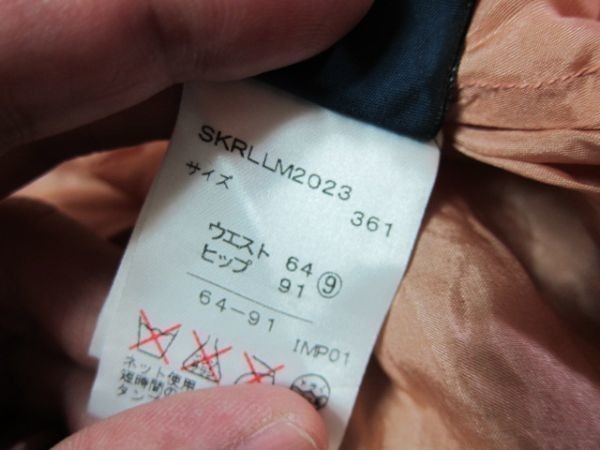 SKRLLM2023
サイズ 361
ウエスト 64 ⑨
ヒップ 91
64-91
IMP01
ネット使用
短時間の
タンブ